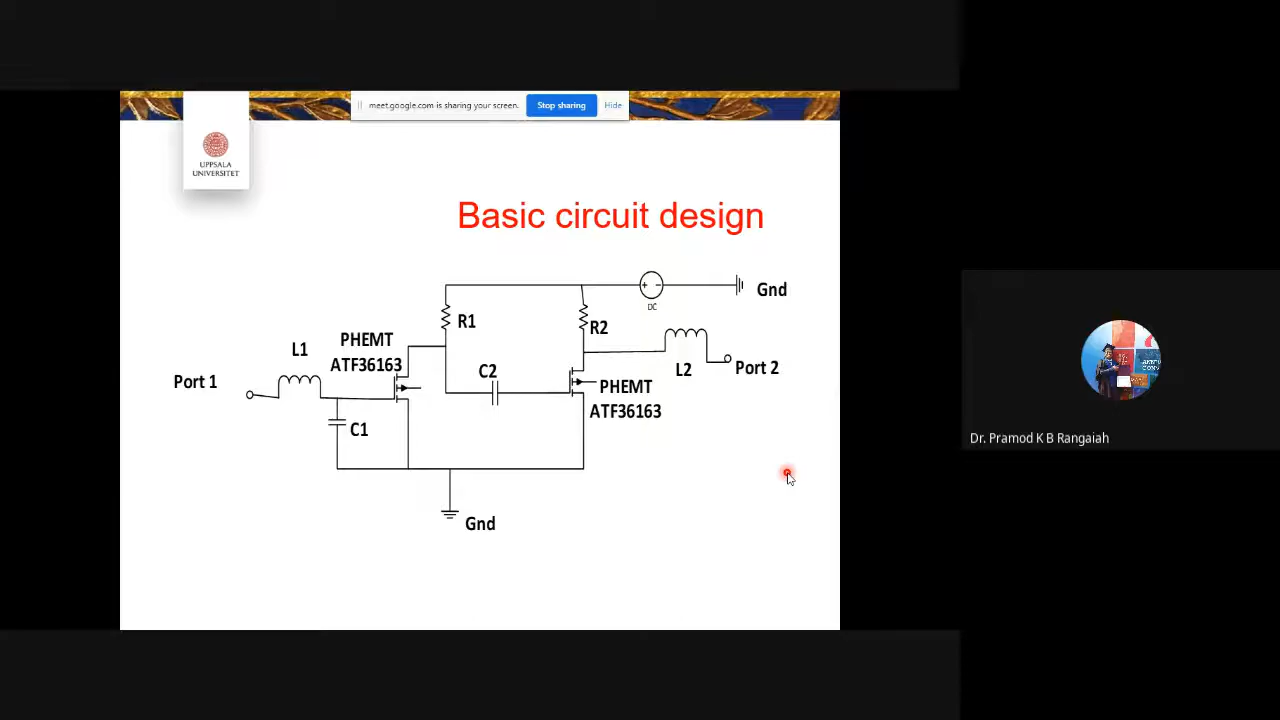 meet.google.com is sharing your screen.
Stop sharing
Hide
UPPSALA
UNIVERSITET
Basic circuit design
Gnd
DC
R1
R2
PHEMT
ATF36163
L1
C2
L2
Port 2
Port 1
PHEMT
ATF36163
C1
Gnd
Dr. Pramod K B Rangaiah